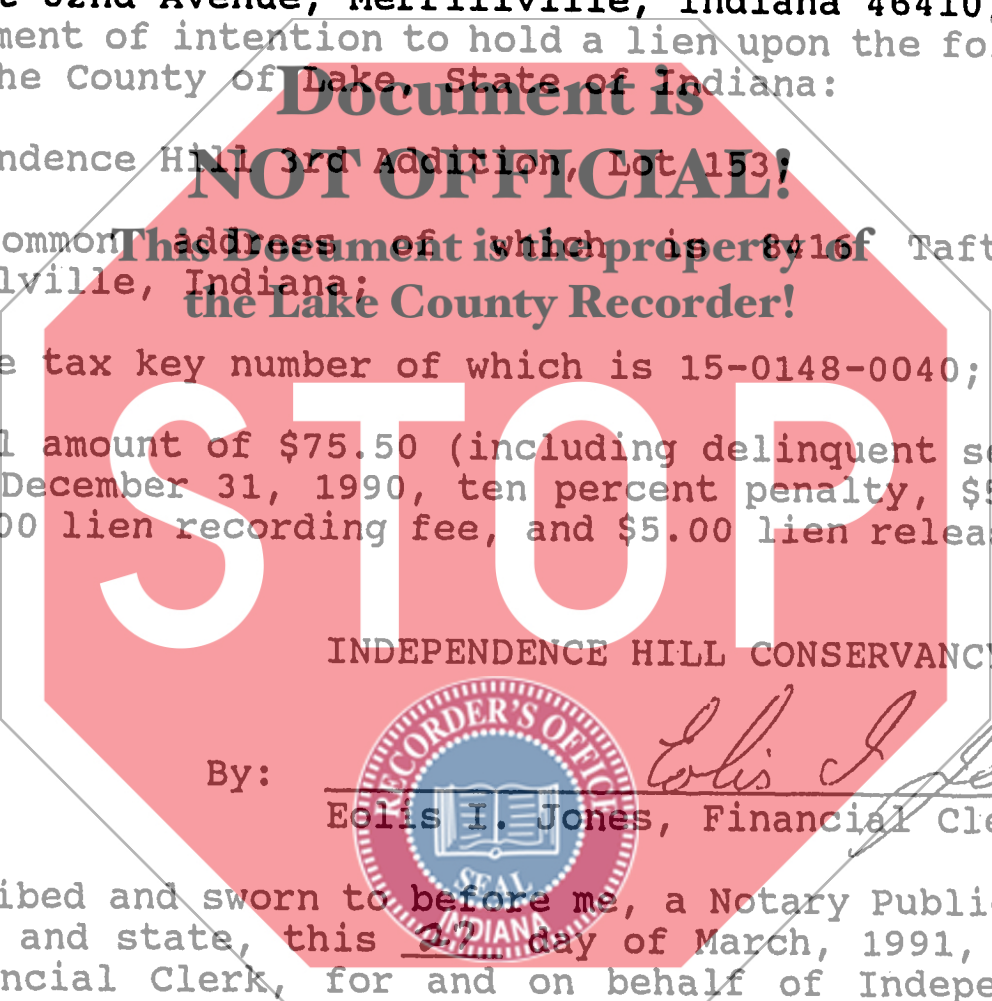 t 62nd Avenue, Merrillville, Indiana 46410,
ment of intention to hold a lien upon the fo
he County of Lake, State of Indiana:
Document is
ndence Hill 3rd Addition, Lot 153;
NOT OFFICIAL!
ommon address of which is 8416 Taft
This Document is the property of
lville, Indiana;
the Lake County Recorder!
e tax key number of which is 15-0148-0040;
STOP
l amount of $75.50 (including delinquent se
December 31, 1990, ten percent penalty, $5
00 lien recording fee, and $5.00 lien relea
INDEPENDENCE HILL CONSERVANCY
Eolis I
By:
Eolis I. Jones, Financial Cle
RECORDER'S OFFICE
SEAL
INDIANA
ibed and sworn to before me, a Notary Publi
and state, this 27 day of March, 1991,
ncial Clerk, for and on behalf of Indepe